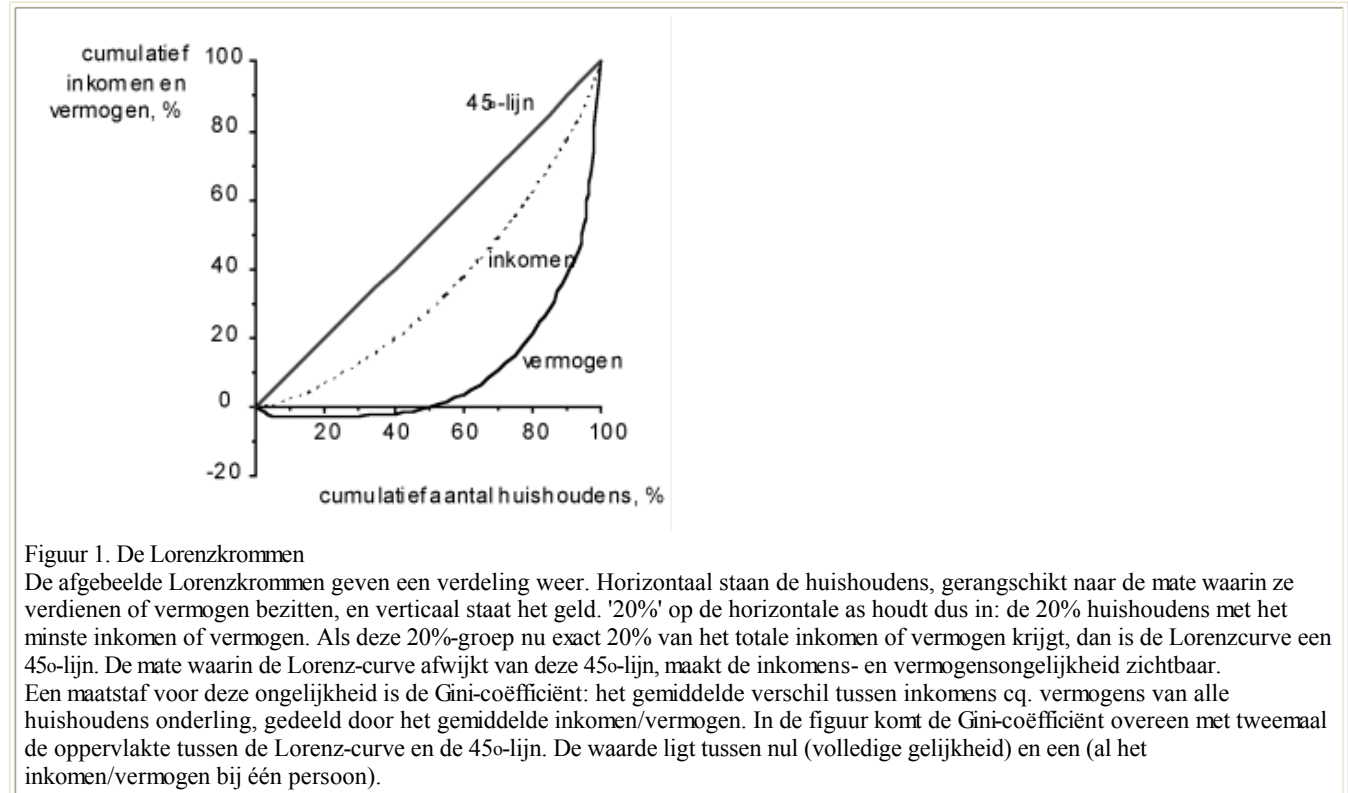 cumulatief
inkomen en
vermogen, %
100
80
60
40
20
0
-20
45o-lijn
inkomen
vermogen
20 40 60 80 100
cumulatief aantal huishoudens, %
Figuur 1. De Lorenzkrommen
De afgebeelde Lorenzkrommen geven een verdeling weer. Horizontaal staan de huishoudens, gerangschikt naar de mate waarin ze
verdienen of vermogen bezitten, en verticaal staat het geld. '20%' op de horizontale as houdt dus in: de 20% huishoudens met het
minste inkomen of vermogen. Als deze 20%-groep nu exact 20% van het totale inkomen of vermogen krijgt, dan is de Lorenzcurve een
45o-lijn. De mate waarin de Lorenz-curve afwijkt van deze 45o-lijn, maakt de inkomens- en vermogensongelijkheid zichtbaar.
Een maatstaf voor deze ongelijkheid is de Gini-coëfficiënt: het gemiddelde verschil tussen inkomens cq. vermogens van alle
huishoudens onderling, gedeeld door het gemiddelde inkomen/vermogen. In de figuur komt de Gini-coëfficiënt overeen met tweemaal
de oppervlakte tussen de Lorenz-curve en de 45o-lijn. De waarde ligt tussen nul (volledige gelijkheid) en een (al het
inkomen/vermogen bij één persoon).